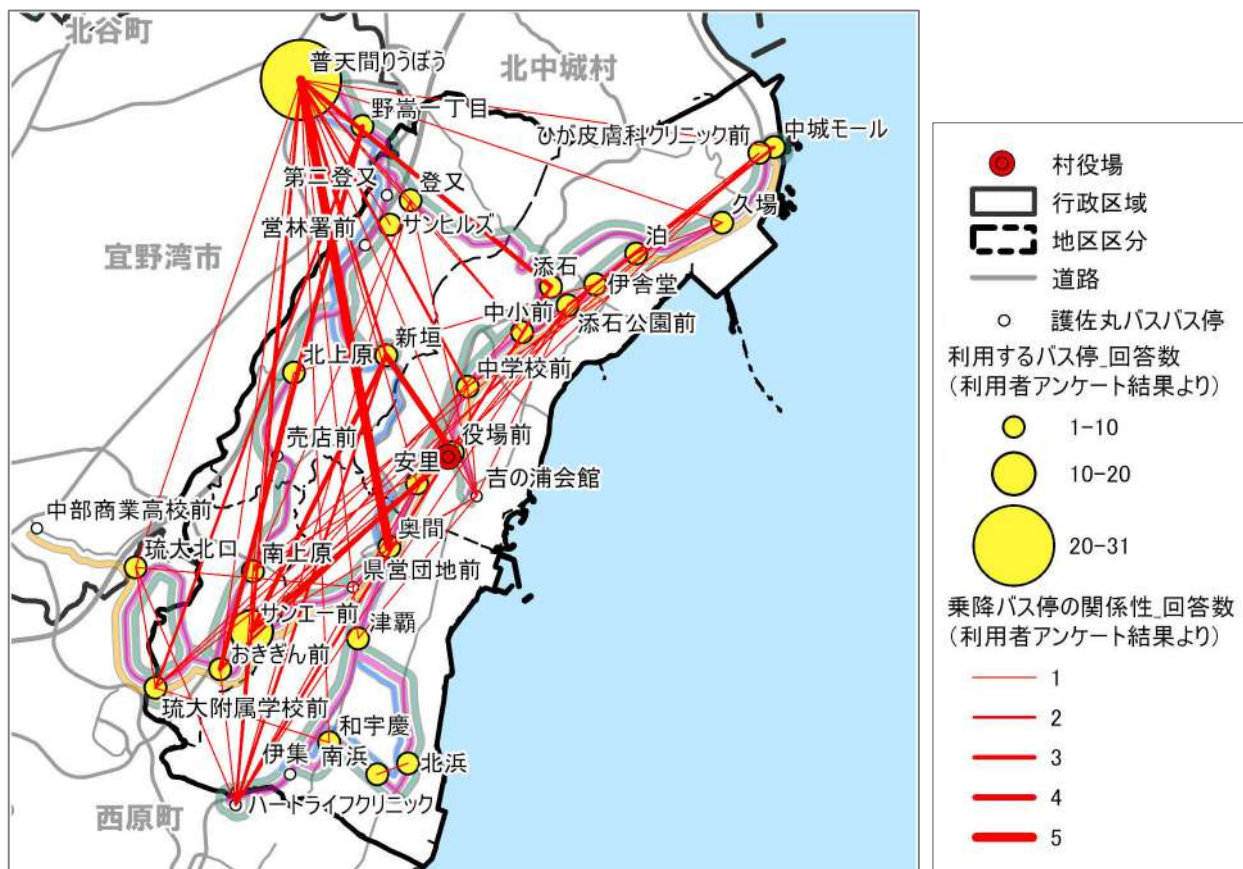 北谷町
普天間りうぼう
北中城村
野嵩一丁目
ひが皮膚科クリニック前
中城モール
第二登又
登又
営林署前
サンヒルズ
久場
宜野湾市
泊
添石
伊舎堂
中小前
添石公園前
新垣
北上原
中学校前
売店前
役場前
安里
吉の浦会館
中部商業高校前
奥間
琉大北口
南上原
県営団地前
サンエー前
津覇
おきぎん前
琉大附属学校前
和宇慶
伊集
南浜
北浜
西原町
ハートライフクリニック
村役場
行政区域
地区区分
道路
護佐丸バスバス停
利用するバス停_回答数
（利用者アンケート結果より）
1-10
10-20
20-31
乗降バス停の関係性_回答数
（利用者アンケート結果より）
1
2
3
4
5